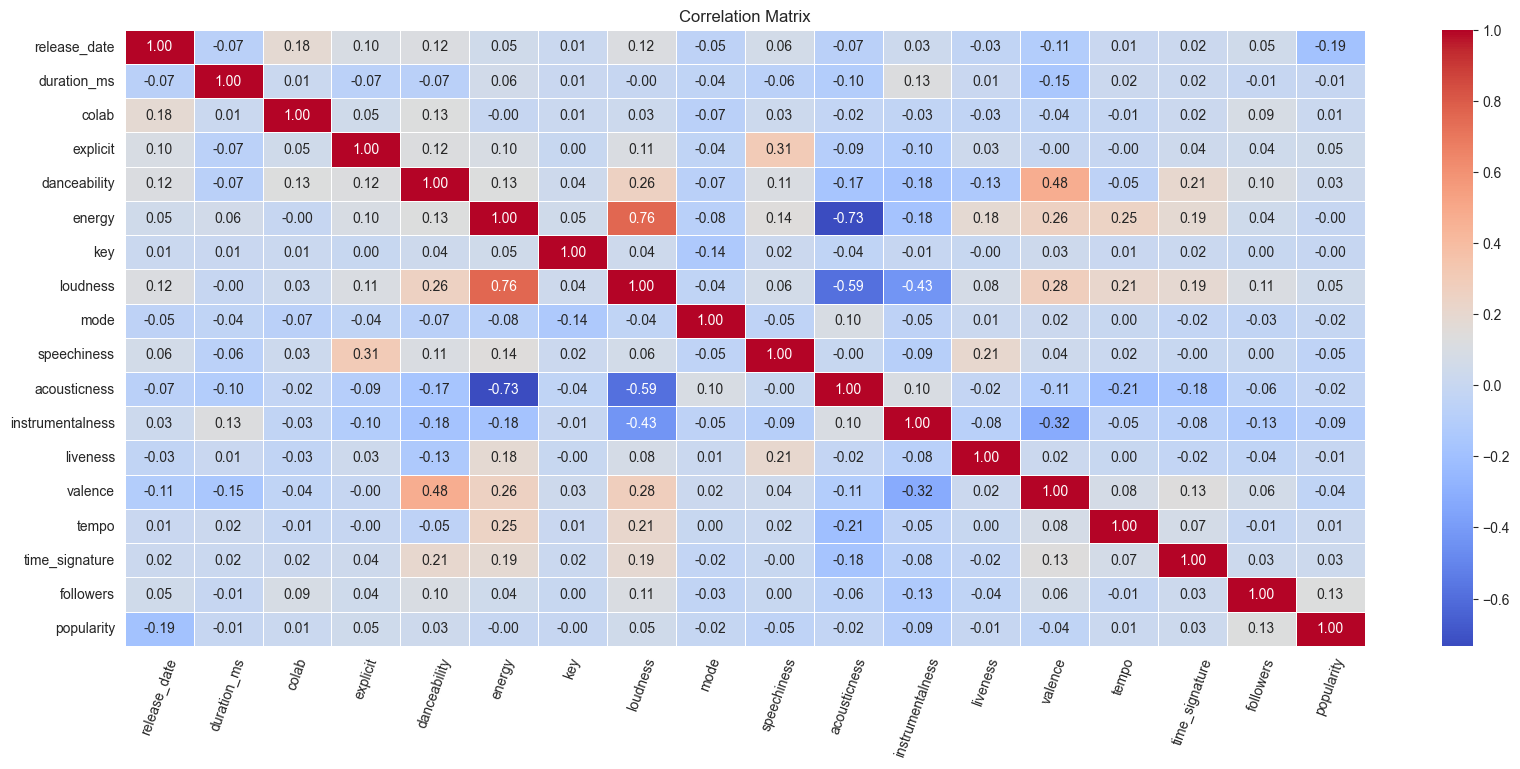 Correlation Matrix
release_date 1.00 -0.07 0.18 0.10 0.12 0.05 0.01 0.12 -0.05 0.06 -0.07 0.03 -0.03 -0.11 0.01 0.02 0.05 -0.19
duration_ms -0.07 1.00 0.01 -0.07 -0.07 0.06 0.01 -0.00 -0.04 -0.06 -0.10 0.13 0.01 -0.15 0.02 0.02 -0.01 -0.01
colab 0.18 0.01 1.00 0.05 0.13 -0.00 0.01 0.03 -0.07 0.03 -0.02 -0.03 -0.03 -0.04 -0.01 0.02 0.09 0.01
explicit 0.10 -0.07 0.05 1.00 0.12 0.10 0.00 0.11 -0.04 0.31 -0.09 -0.10 0.03 -0.00 -0.00 0.04 0.04 0.05
danceability 0.12 -0.07 0.13 0.12 1.00 0.13 0.04 0.26 -0.07 0.11 -0.17 -0.18 -0.13 0.48 -0.05 0.21 0.10 0.03
energy 0.05 0.06 -0.00 0.10 0.13 1.00 0.05 0.76 -0.08 0.14 -0.73 -0.18 0.18 0.26 0.25 0.19 0.04 -0.00
key 0.01 0.01 0.01 0.00 0.04 0.05 1.00 0.04 -0.14 0.02 -0.04 -0.01 -0.00 0.03 0.01 0.02 0.00 -0.00
loudness 0.12 -0.00 0.03 0.11 0.26 0.76 0.04 1.00 -0.04 0.06 -0.59 -0.43 0.08 0.28 0.21 0.19 0.11 0.05
mode -0.05 -0.04 -0.07 -0.04 -0.07 -0.08 -0.14 -0.04 1.00 -0.05 0.10 -0.05 0.01 0.02 0.00 -0.02 -0.03 -0.02
speechiness 0.06 -0.06 0.03 0.31 0.11 0.14 0.02 0.06 -0.05 1.00 -0.00 -0.09 0.21 0.04 0.02 -0.00 0.00 -0.05
acousticness -0.07 -0.10 -0.02 -0.09 -0.17 -0.73 -0.04 -0.59 0.10 -0.00 1.00 0.10 -0.02 -0.11 -0.21 -0.18 -0.06 -0.02
instrumentalness 0.03 0.13 -0.03 -0.10 -0.18 -0.18 -0.01 -0.43 -0.05 -0.09 0.10 1.00 -0.08 -0.32 -0.05 -0.08 -0.13 -0.09
liveness -0.03 0.01 -0.03 0.03 -0.13 0.18 -0.00 0.08 0.01 0.21 -0.02 -0.08 1.00 0.02 0.00 -0.02 -0.04 -0.01
valence -0.11 -0.15 -0.04 -0.00 0.48 0.26 0.03 0.28 0.02 0.04 -0.11 -0.32 0.02 1.00 0.08 0.13 0.06 -0.04
tempo 0.01 0.02 -0.01 -0.00 -0.05 0.25 0.01 0.21 0.00 0.02 -0.21 -0.05 0.00 0.08 1.00 0.07 -0.01 0.01
time_signature 0.02 0.02 0.02 0.04 0.21 0.19 0.02 0.19 -0.02 -0.00 -0.18 -0.08 -0.02 0.13 0.07 1.00 0.03 0.03
followers 0.05 -0.01 0.09 0.04 0.10 0.04 0.00 0.11 -0.03 0.00 -0.06 -0.13 -0.04 0.06 -0.01 0.03 1.00 0.13
popularity -0.19 -0.01 0.01 0.05 0.03 -0.00 -0.00 0.05 -0.02 -0.05 -0.02 -0.09 -0.01 -0.04 0.01 0.03 0.13 1.00
release_date duration_ms colab explicit danceability energy key loudness mode speechiness acousticness instrumentalness liveness valence tempo time_signature followers popularity
1.0
0.8
0.6
0.4
0.2
0.0
−0.2
−0.4
−0.6